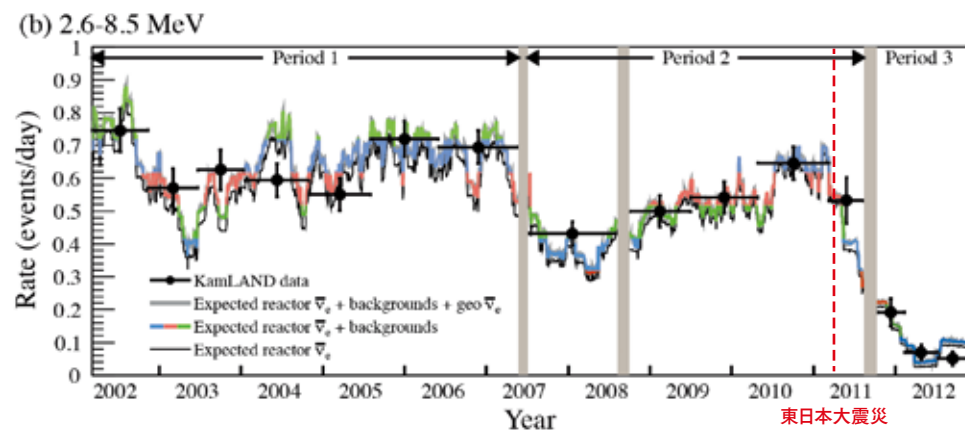 (b) 2.6-8.5 MeV
Period 1
Period 2
Period 3
1
0.9
0.8
0.7
0.6
0.5
0.4
0.3
0.2
0.1
0
Rate (events/day)
KamLAND data
Expected reactor ν̅e + backgrounds + geo ν̅e
Expected reactor ν̅e + backgrounds
Expected reactor ν̅e
2002 2003 2004 2005 2006 2007 2008 2009 2010 2011 2012
Year
東日本大震災